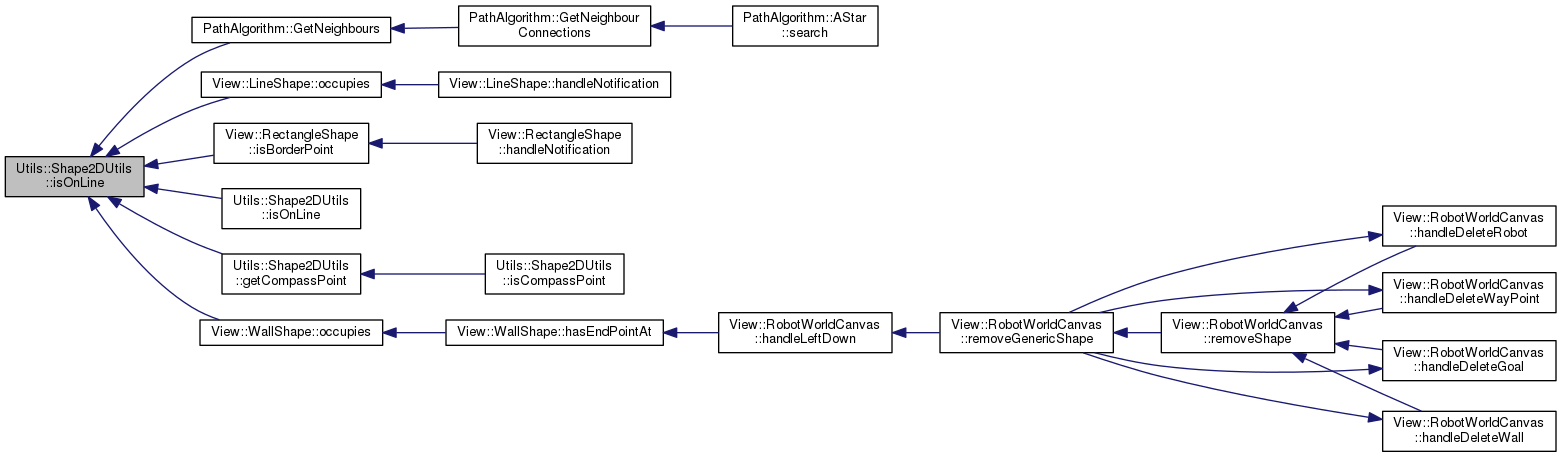 PathAlgorithm::GetNeighbours
PathAlgorithm::GetNeighbour
Connections
PathAlgorithm::AStar
::search
View::LineShape::occupies
View::LineShape::handleNotification
View::RectangleShape
::isBorderPoint
View::RectangleShape
::handleNotification
Utils::Shape2DUtils
::isOnLine
Utils::Shape2DUtils
::isOnLine
Utils::Shape2DUtils
::getCompassPoint
Utils::Shape2DUtils
::isCompassPoint
View::WallShape::occupies
View::WallShape::hasEndPointAt
View::RobotWorldCanvas
::handleLeftDown
View::RobotWorldCanvas
::removeGenericShape
View::RobotWorldCanvas
::removeShape
View::RobotWorldCanvas
::handleDeleteRobot
View::RobotWorldCanvas
::handleDeleteWayPoint
View::RobotWorldCanvas
::handleDeleteGoal
View::RobotWorldCanvas
::handleDeleteWall